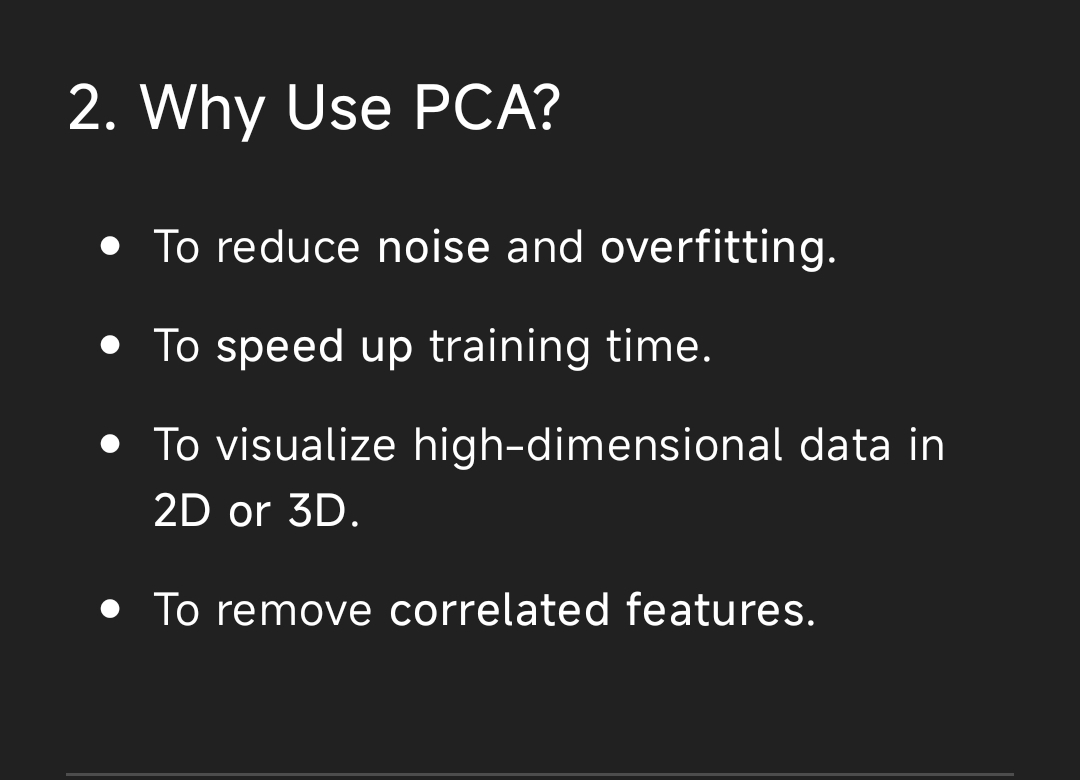 2. Why Use PCA?
• To reduce noise and overfitting.
• To speed up training time.
• To visualize high-dimensional data in
2D or 3D.
• To remove correlated features.